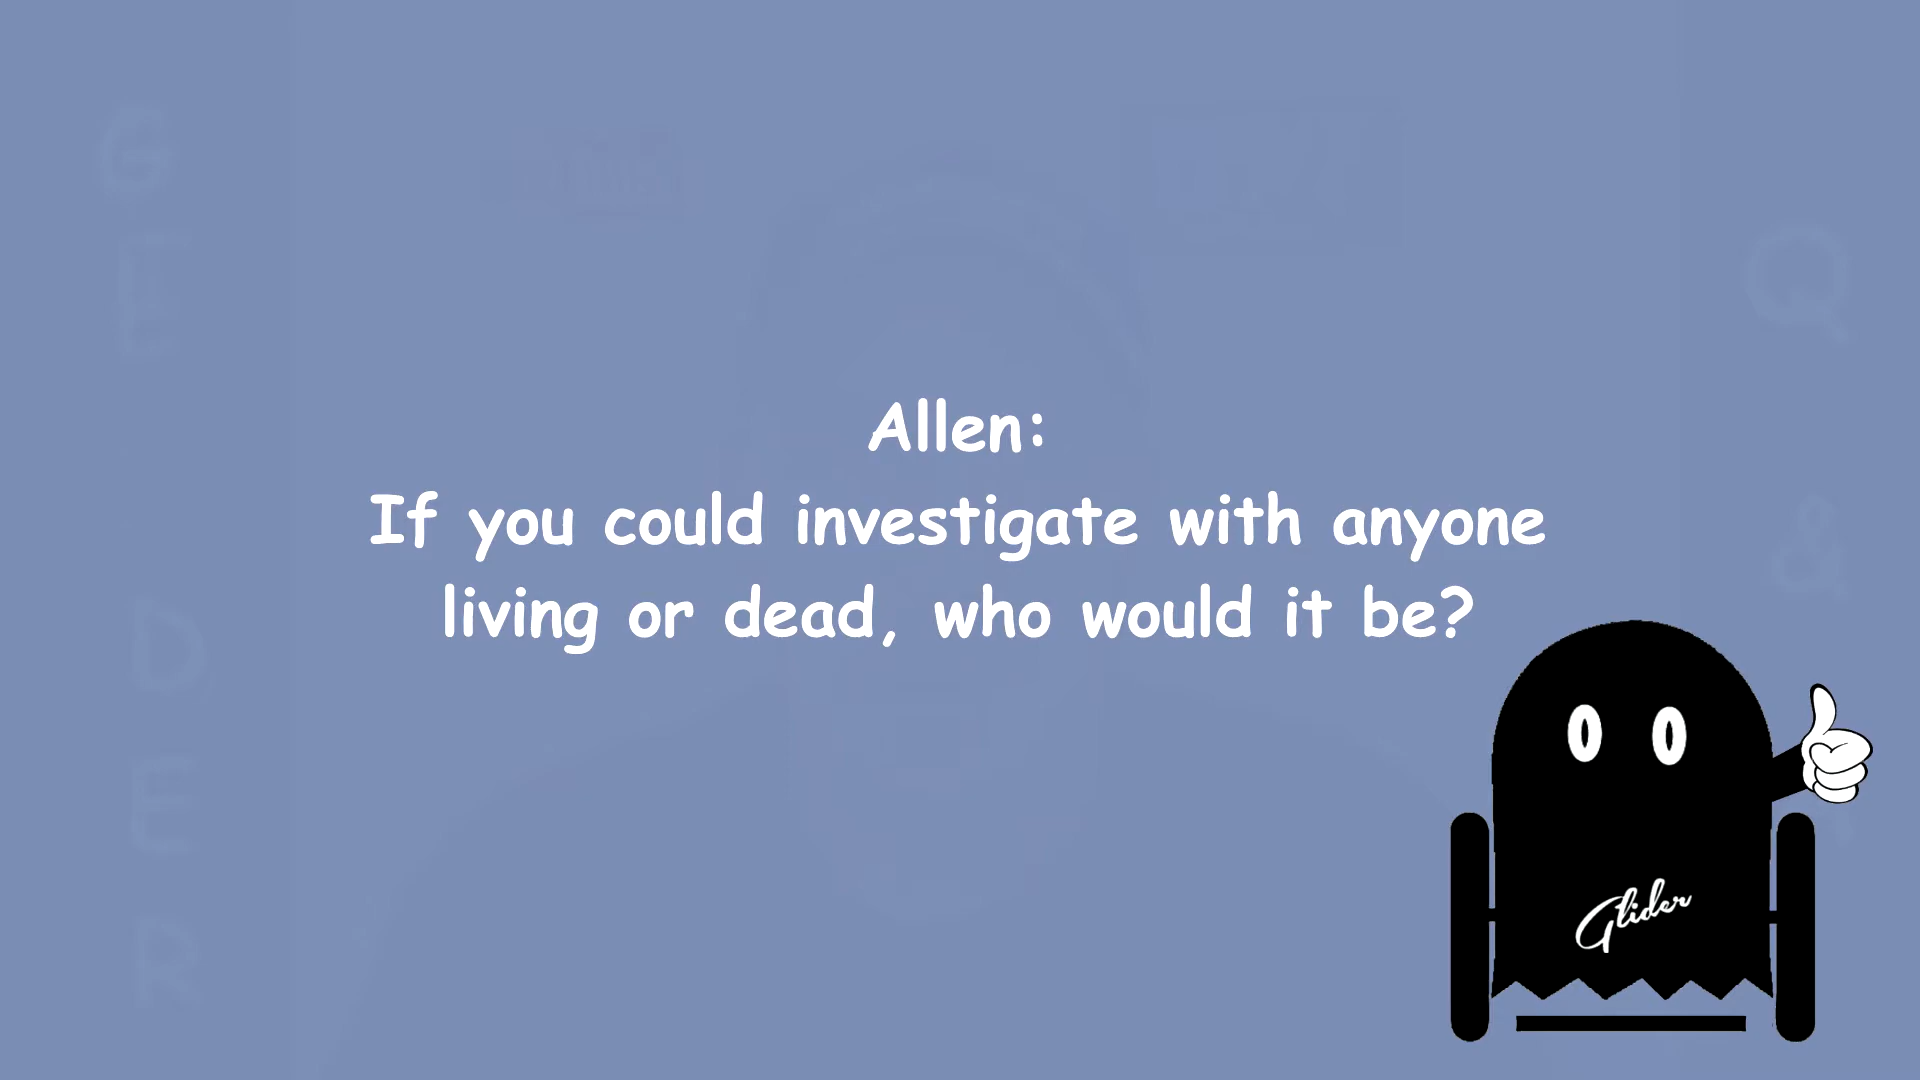 Allen:
If you could investigate with anyone
living or dead, who would it be?
Glider
G
E
D
E
R
Q
&